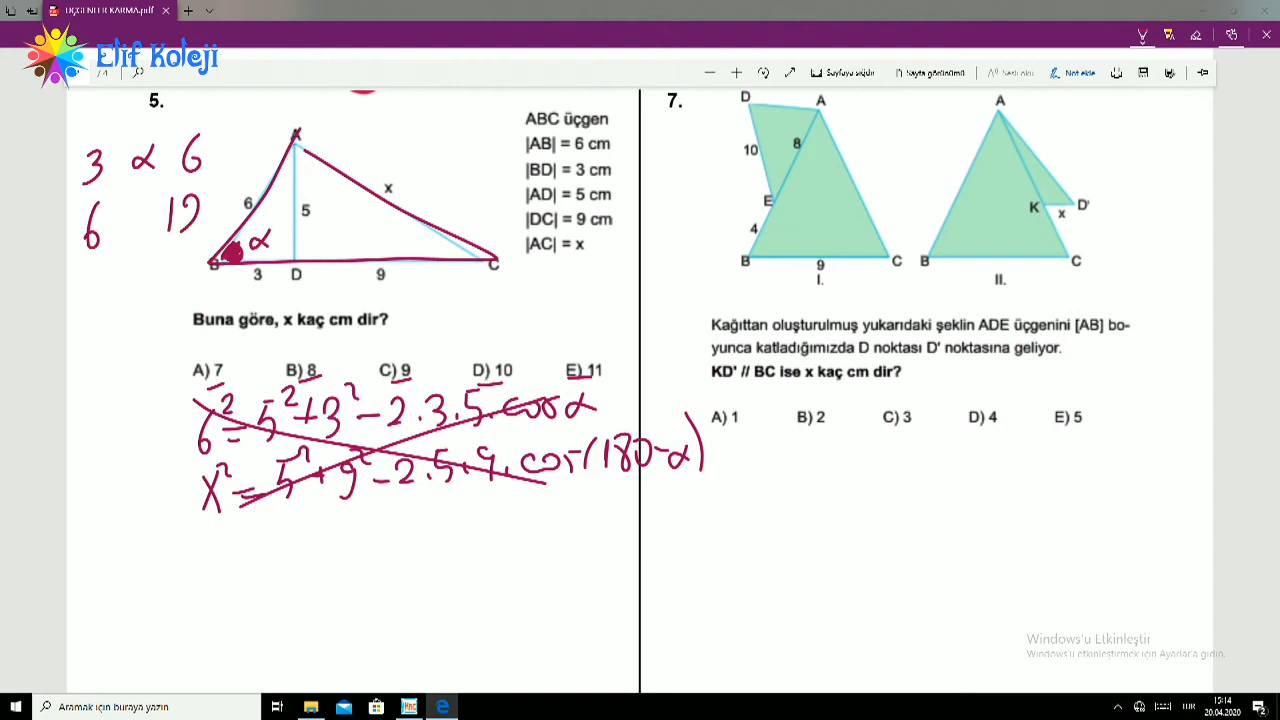 ÜÇGENLER KARMA.pdf
Elif Koleji
/ 4
Sayfaya sığdır
Sayfa görünümü
Sesli oku
Not ekle
5.
3 α 6
6 12
A
6
5
x
α
B
3
D
9
C
ABC üçgen
|AB| = 6 cm
|BD| = 3 cm
|AD| = 5 cm
|DC| = 9 cm
|AC| = x
Buna göre, x kaç cm dir?
A) 7 B) 8 C) 9 D) 10 E) 11
6² = 5² + 3² - 2.3.5.cos α
x² = 5² + 9² - 2.5.9.cos(180-α)
7.
D
A
10
8
E
4
B
9
C
I.
A
K
D'
x
B
C
II.
Kağıttan oluşturulmuş yukarıdaki şeklin ADE üçgenini [AB] bo-
yunca katladığımızda D noktası D' noktasına geliyor.
KD' // BC ise x kaç cm dir?
A) 1 B) 2 C) 3 D) 4 E) 5
Windows'u Etkinleştir
Windows'u etkinleştirmek için Ayarlar'a gidin.
Aramak için buraya yazın
15:14
20.04.2020
2